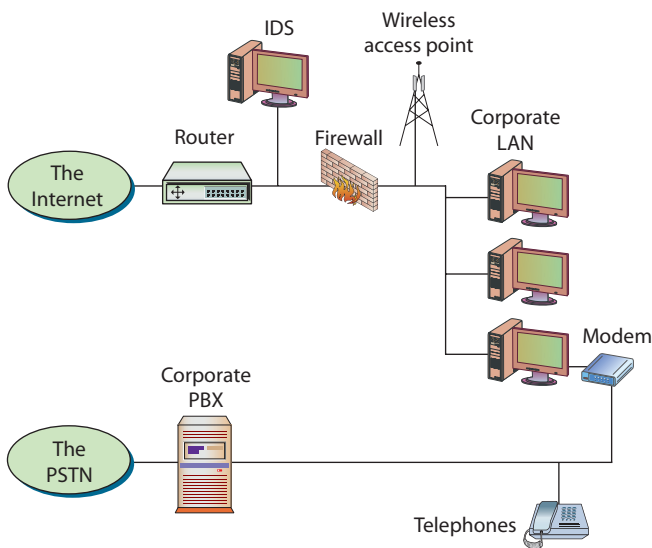 IDS
Wireless
access point
Router
Firewall
Corporate
LAN
The
Internet
Modem
Corporate
PBX
The
PSTN
Telephones